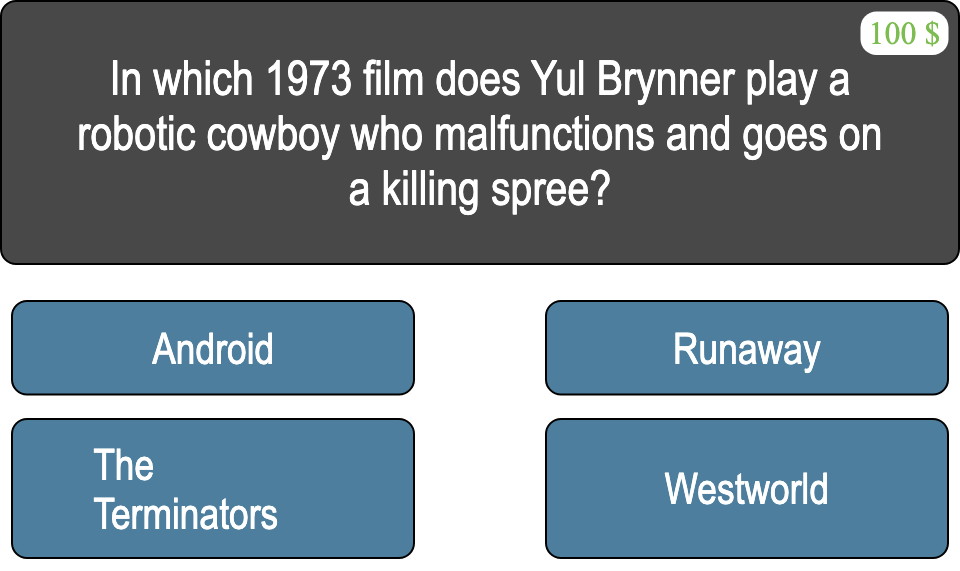 100 $
In which 1973 film does Yul Brynner play a
robotic cowboy who malfunctions and goes on
a killing spree?
Android
Runaway
The
Terminators
Westworld